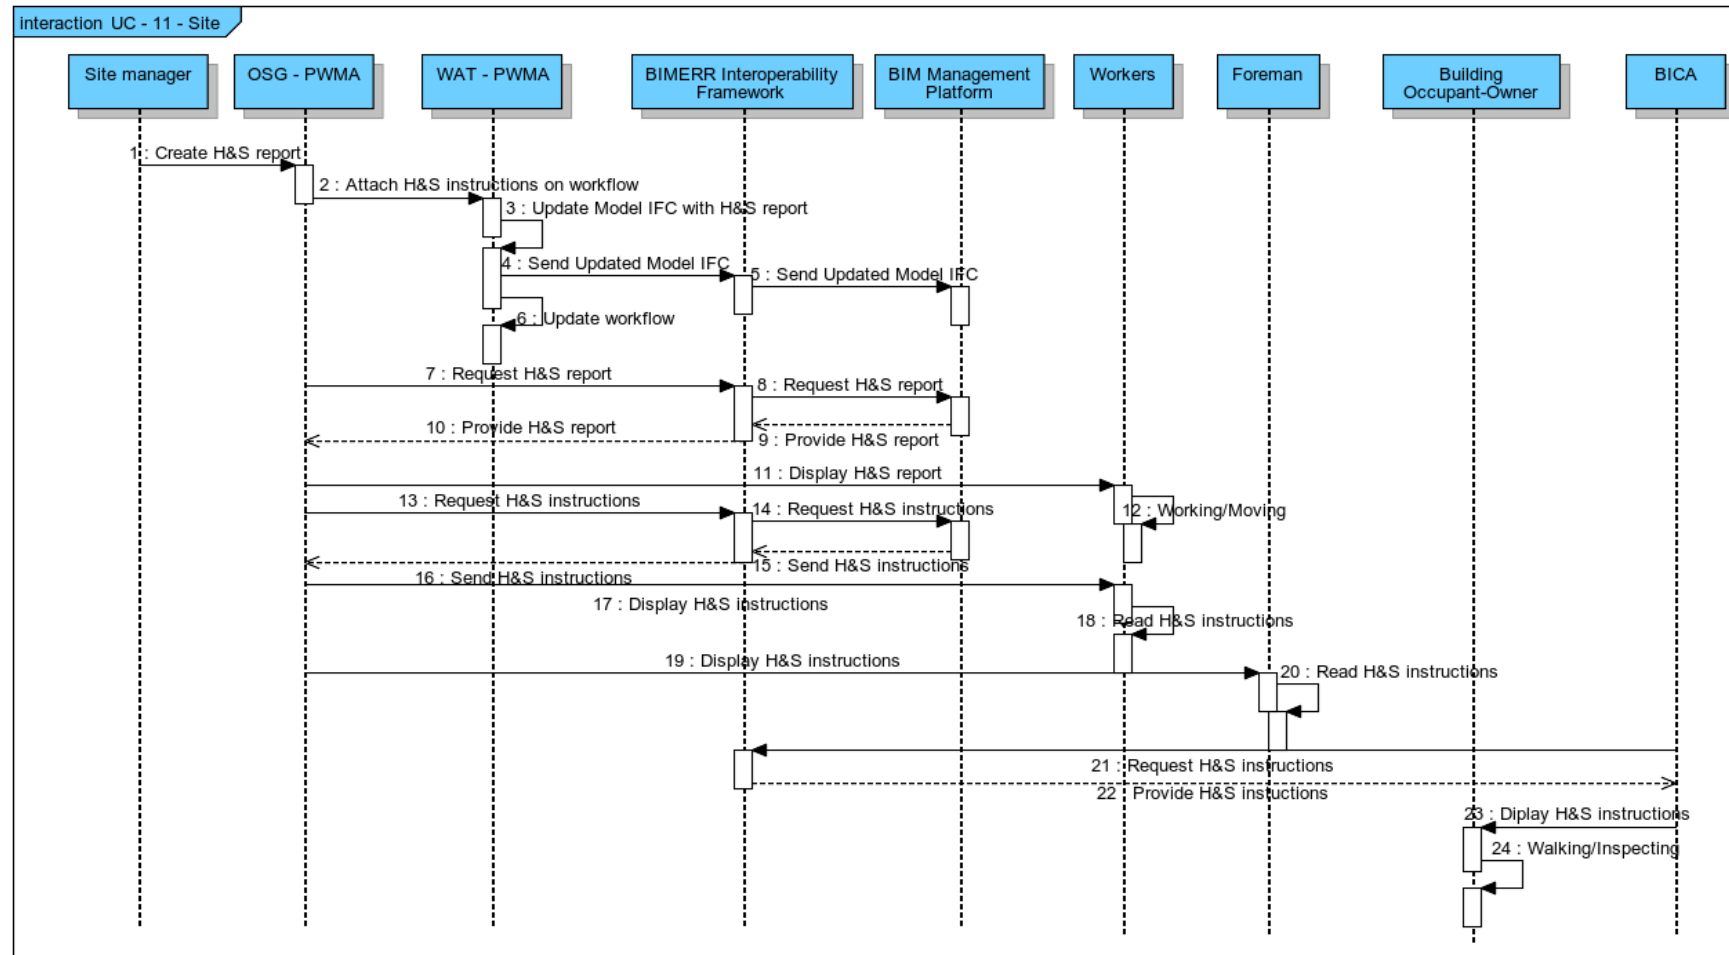 interaction UC - 11 - Site
Site manager
OSG - PWMA
WAT - PWMA
BIMERR Interoperability
Framework
BIM Management
Platform
Workers
Foreman
Building
Occupant-Owner
BICA
1 : Create H&S report
2 : Attach H&S instructions on workflow
3 : Update Model IFC with H&S report
4 : Send Updated Model IFC
5 : Send Updated Model IFC
6 : Update workflow
7 : Request H&S report
8 : Request H&S report
10 : Provide H&S report
9 : Provide H&S report
11 : Display H&S report
13 : Request H&S instructions
14 : Request H&S instructions
12 : Working/Moving
15 : Send H&S instructions
16 : Send H&S instructions
17 : Display H&S instructions
18 : Read H&S instructions
19 : Display H&S instructions
20 : Read H&S instructions
21 : Request H&S instructions
22 : Provide H&S instuctions
23 : Diplay H&S instructions
24 : Walking/Inspecting